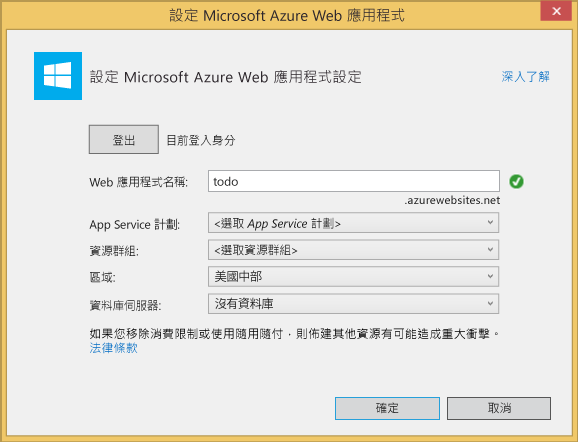 設定 Microsoft Azure Web 應用程式
設定 Microsoft Azure Web 應用程式設定
深入了解
登出 目前登入身分
Web 應用程式名稱: todo
.azurewebsites.net
App Service 計劃: <選取 App Service 計劃>
資源群組: <選取資源群組>
區域: 美國中部
資料庫伺服器: 沒有資料庫
如果您移除消費限制或使用隨用隨付，則佈建其他資源有可能造成重大衝擊。
法律條款
確定 取消